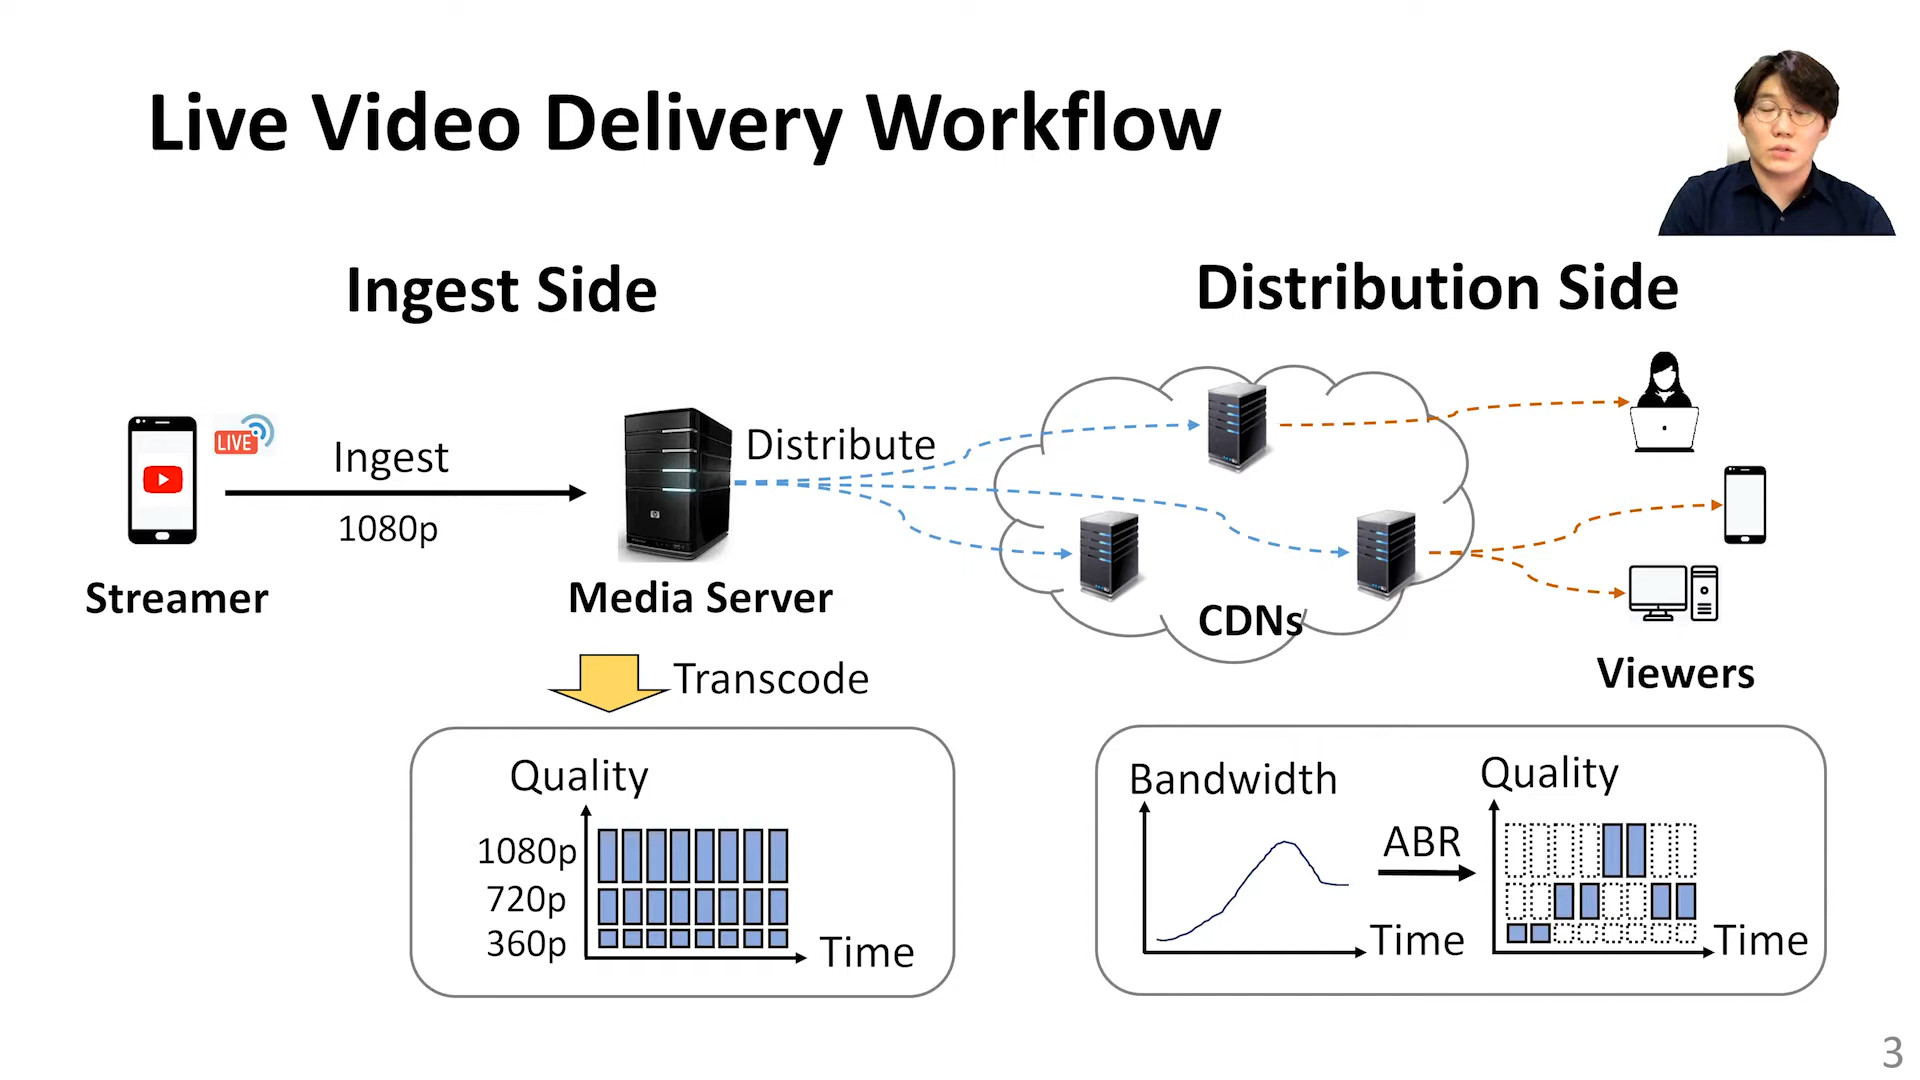 Live Video Delivery Workflow
Ingest Side
Distribution Side
LIVE
Ingest
1080p
Distribute
Streamer
Media Server
CDNs
Viewers
Transcode
Quality
1080p
720p
360p
Time
Bandwidth
Time
ABR
Quality
Time
3